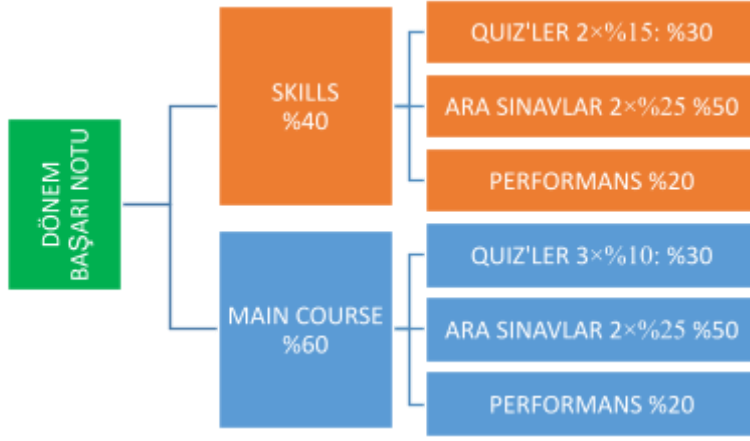 DÖNEM
BAŞARI NOTU
SKILLS
%40
QUIZ'LER 2×%15: %30
ARA SINAVLAR 2×%25 %50
PERFORMANS %20
MAIN COURSE
%60
QUIZ'LER 3×%10: %30
ARA SINAVLAR 2×%25 %50
PERFORMANS %20